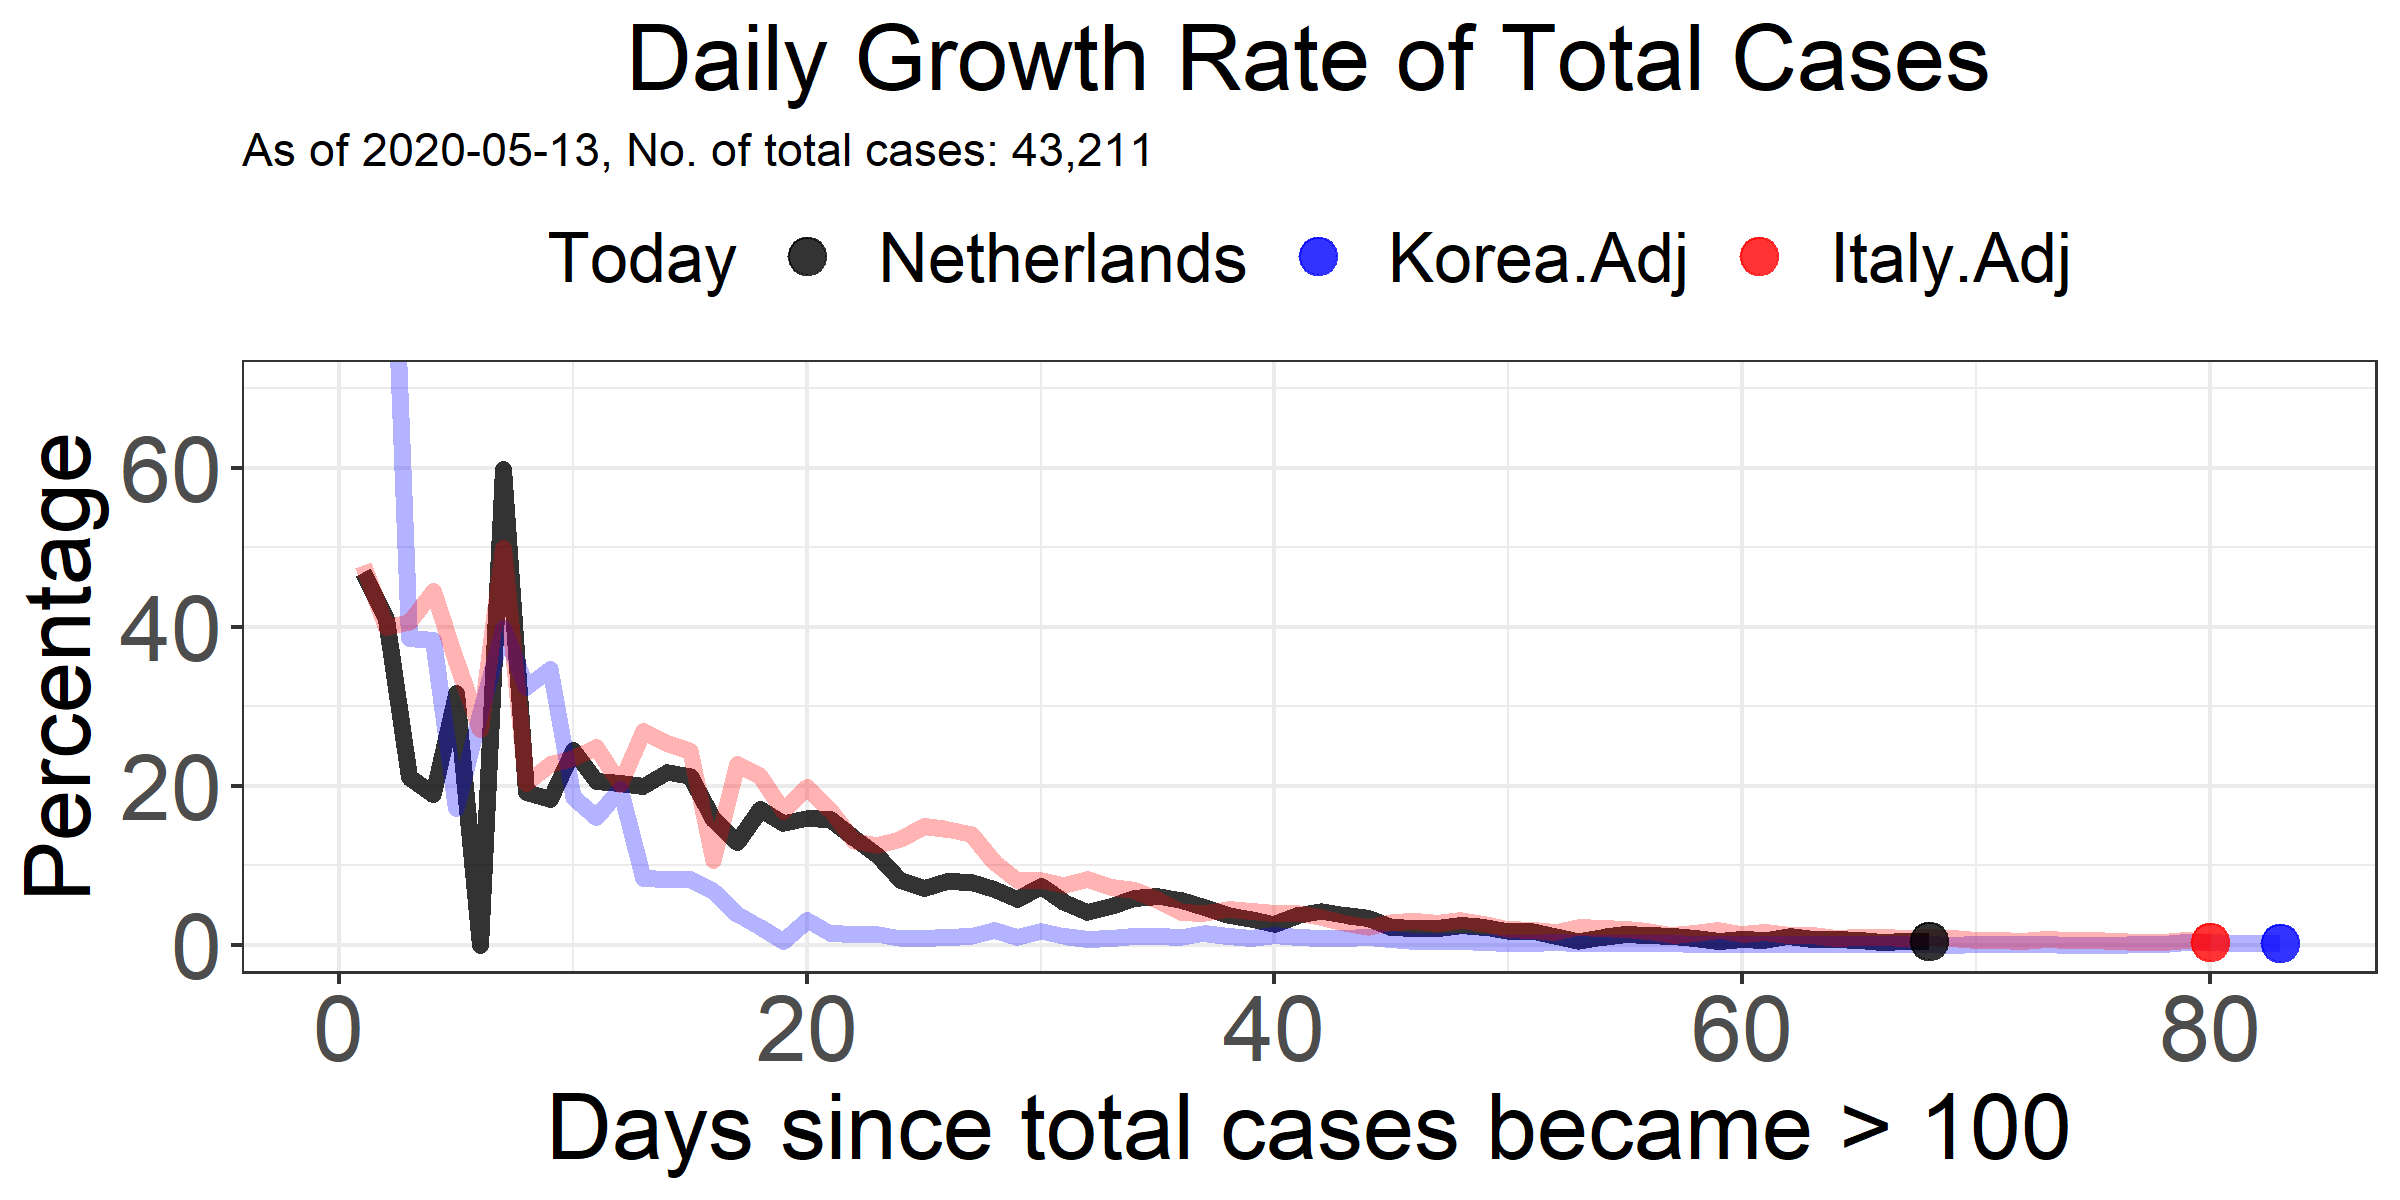 Daily Growth Rate of Total Cases
As of 2020-05-13, No. of total cases: 43,211
Today Netherlands Korea.Adj Italy.Adj
Percentage
60
40
20
0
0 20 40 60 80
Days since total cases became > 100